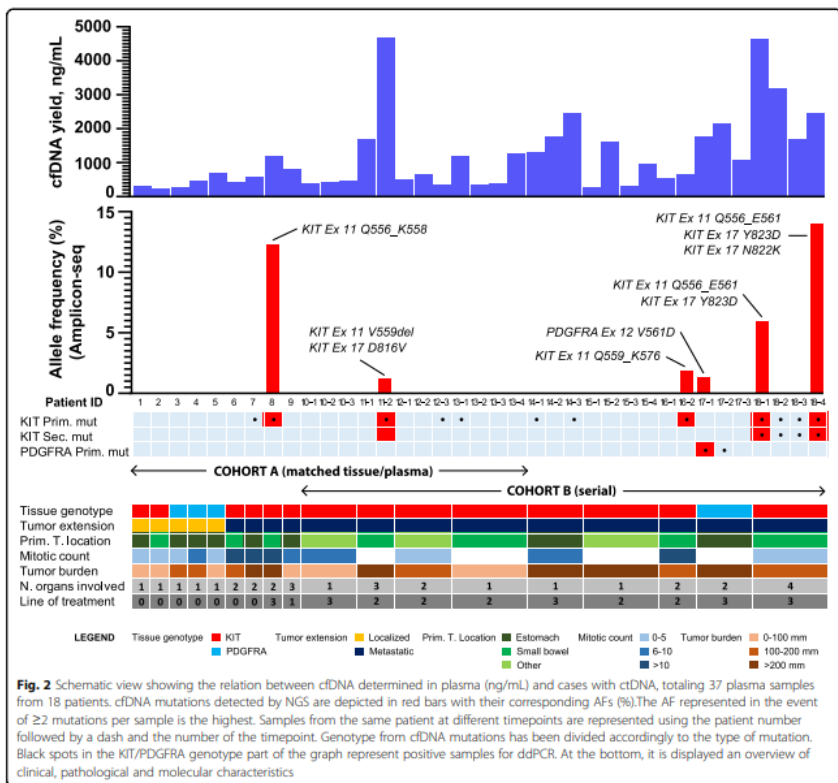 5000
4000
3000
2000
1000
0
cfDNA yield, ng/mL
15
10
5
0
Allele frequency (%)
(Amplicon-seq)
KIT Ex 11 Q556_K558
KIT Ex 11 V559del
KIT Ex 17 D816V
KIT Ex 11 Q556_E561
KIT Ex 17 Y823D
KIT Ex 17 N822K
KIT Ex 11 Q556_E561
KIT Ex 17 Y823D
PDGFRA Ex 12 V561D
KIT Ex 11 Q559_K576
Patient ID 1 2 3 4 5 6 7 8 9 10-1 10-2 10-3 11-1 11-2 12-1 12-2 12-3 13-1 13-2 13-3 13-4 14-1 14-2 14-3 15-1 15-2 15-3 15-4 16-1 16-2 17-1 17-2 17-3 18-1 18-2 18-3 18-4
KIT Prim. mut
KIT Sec. mut
PDGFRA Prim. mut
COHORT A (matched tissue/plasma)
COHORT B (serial)
Tissue genotype
Tumor extension
Prim. T. location
Mitotic count
Tumor burden
N. organs involved 1 1 1 1 1 2 2 2 3 1 3 2 1 1 1 2 2 4
Line of treatment 0 0 0 0 0 0 0 3 1 3 2 2 2 3 2 2 3 3
LEGEND Tissue genotype KIT Tumor extension Localized Prim. T. Location Estomach Mitotic count 0-5 Tumor burden 0-100 mm
PDGFRA Metastatic Small bowel 6-10 100-200 mm
Other >10 >200 mm
Fig. 2 Schematic view showing the relation between cfDNA determined in plasma (ng/mL) and cases with ctDNA, totaling 37 plasma samples
from 18 patients. cfDNA mutations detected by NGS are depicted in red bars with their corresponding AFs (%).The AF represented in the event
of ≥2 mutations per sample is the highest. Samples from the same patient at different timepoints are represented using the patient number
followed by a dash and the number of the timepoint. Genotype from cfDNA mutations has been divided accordingly to the type of mutation.
Black spots in the KIT/PDGFRA genotype part of the graph represent positive samples for ddPCR. At the bottom, it is displayed an overview of
clinical, pathological and molecular characteristics